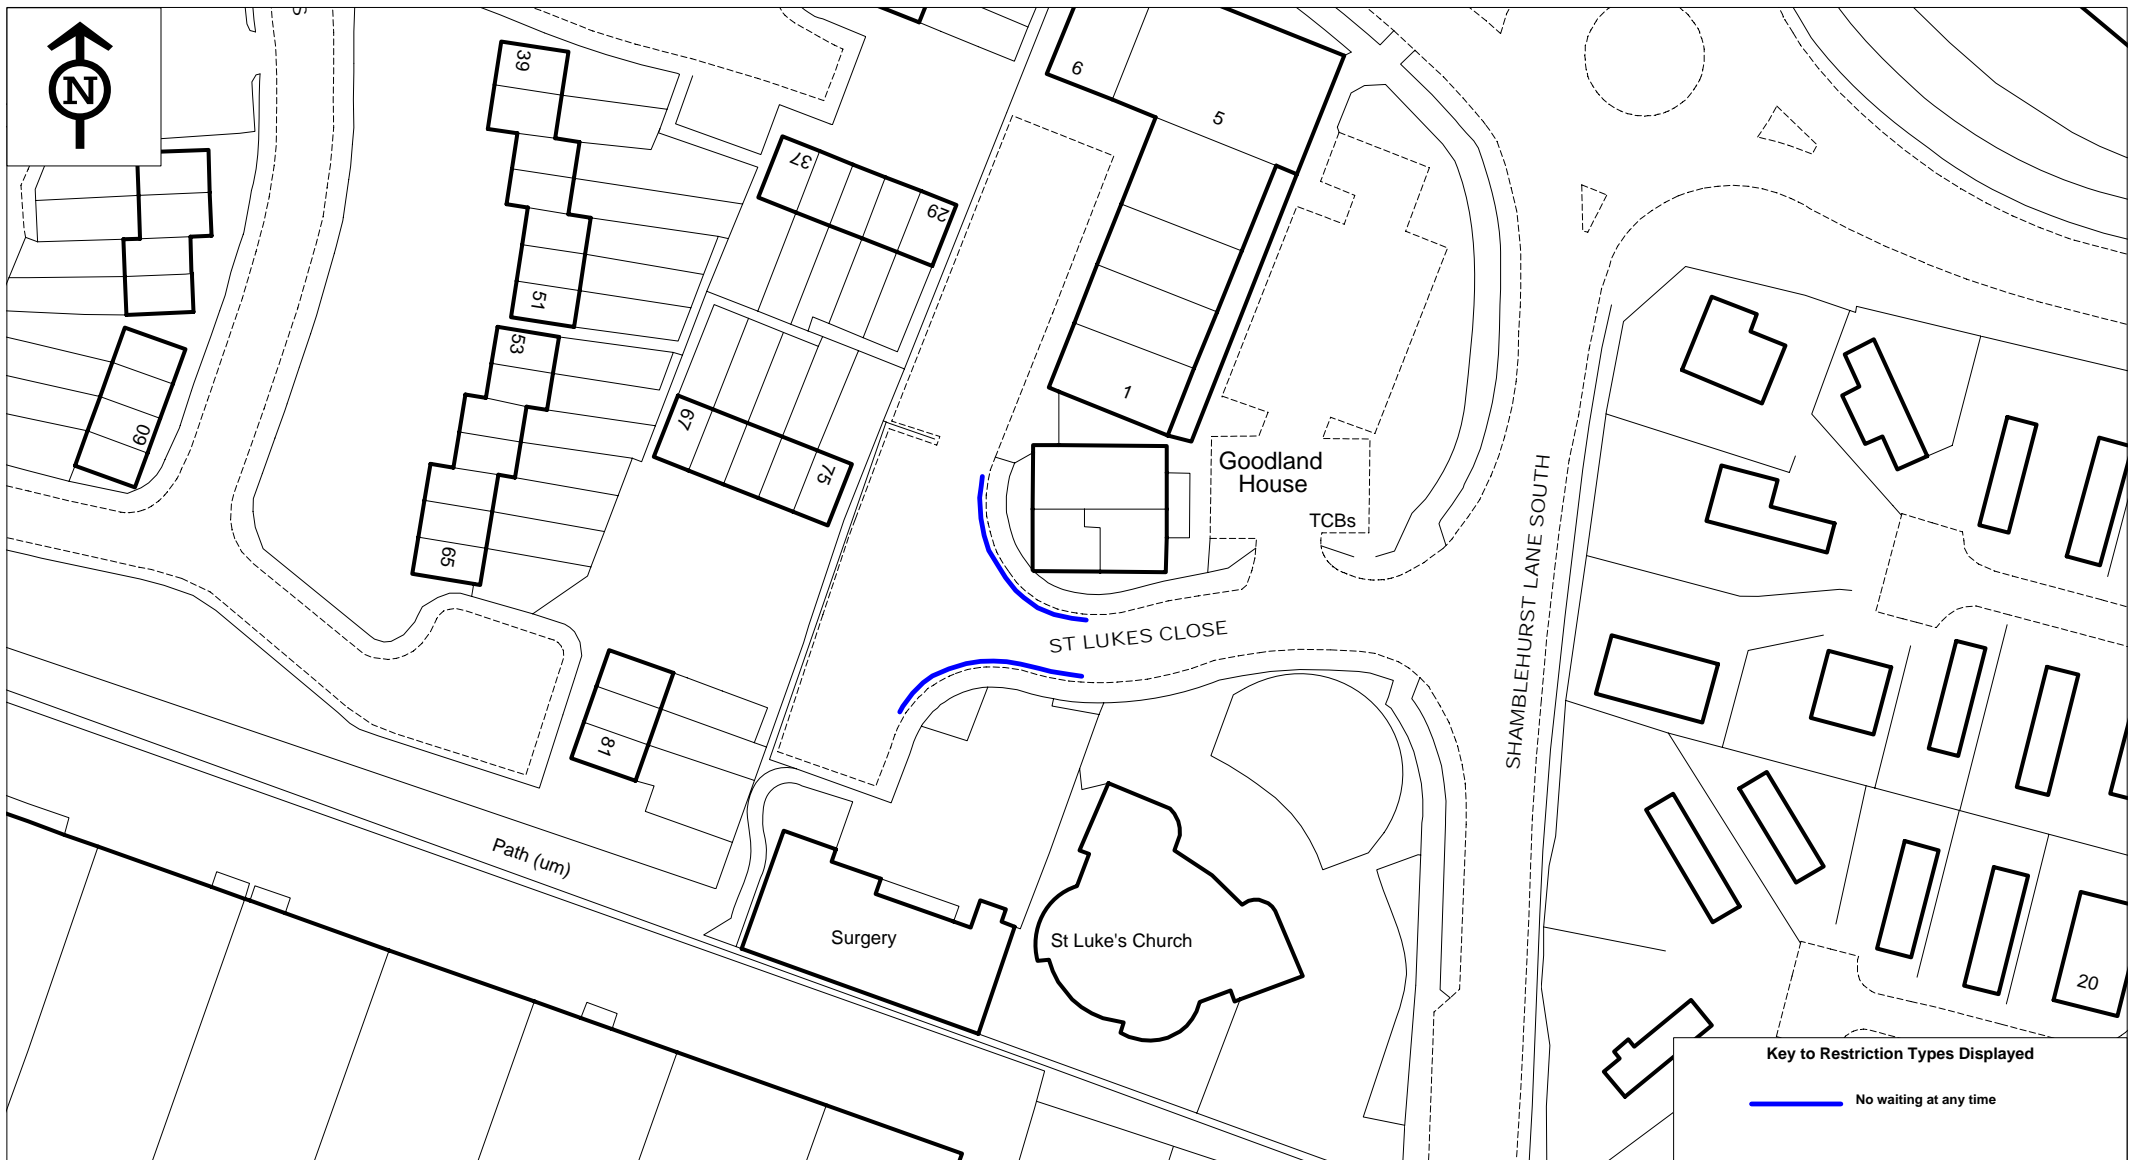 N
39
6
5
37
29
51
53
1
09
67
75
Goodland
House
TCBs
65
ST LUKES CLOSE
SHAMBLEHURST LANE SOUTH
81
Path (um)
Surgery
St Luke's Church
20
Key to Restriction Types Displayed
No waiting at any time